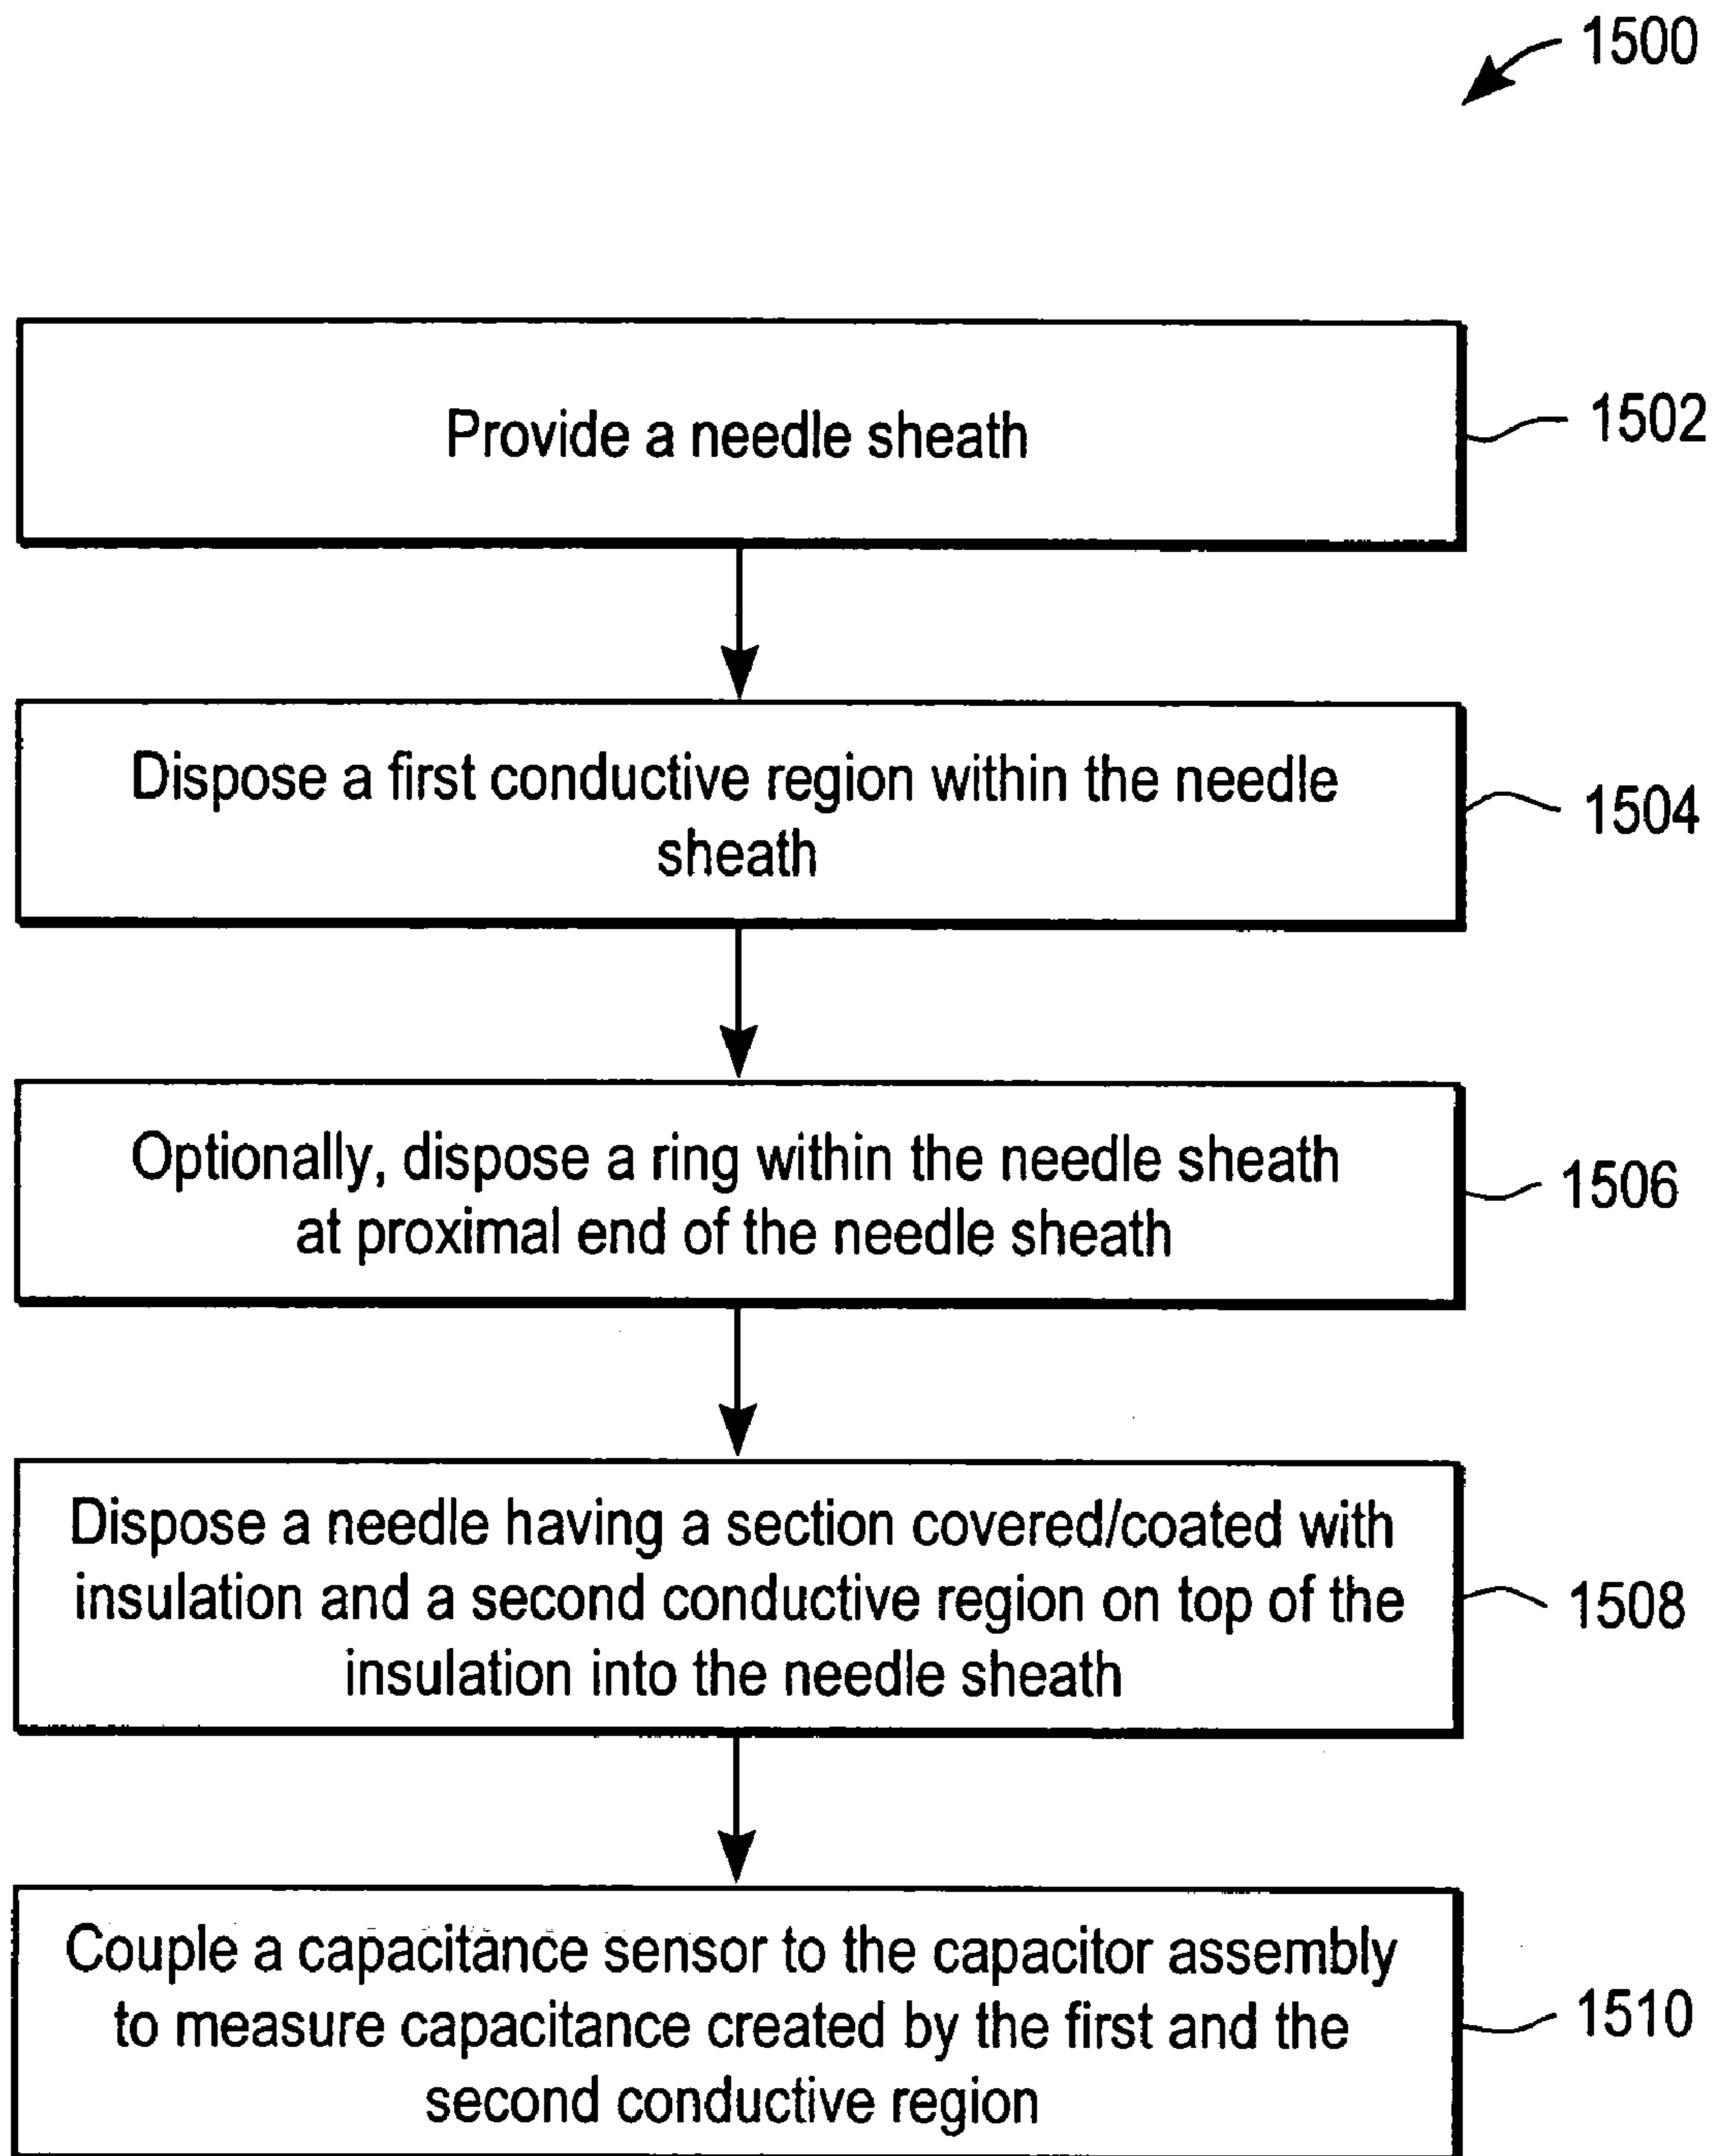 1500
Provide a needle sheath
1502
Dispose a first conductive region within the needle
sheath
1504
Optionally, dispose a ring within the needle sheath
at proximal end of the needle sheath
1506
Dispose a needle having a section covered/coated with
insulation and a second conductive region on top of the
insulation into the needle sheath
1508
Couple a capacitance sensor to the capacitor assembly
to measure capacitance created by the first and the
second conductive region
1510